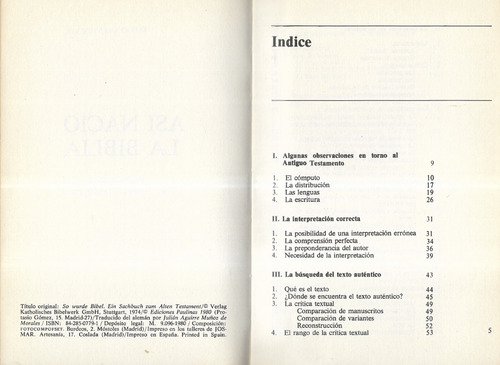 ASI NACIO
LA BIBLIA
Título original: So wurde Bibel. Ein Sachbuch zum Alten Testament/© Verlag
Katholisches Bibelwerk GmbH, Stuttgart, 1974/© Ediciones Paulinas 1980 (Pro-
tasio Gómez, 15. Madrid-27)/Traducido del alemán por Julián Aguirre Muñoz de
Morales / ISBN: 84-285-0779-1 / Depósito legal: M. 9.096-1980 / Composición:
FOTOCOMPOFSET. Burdeos, 2. Móstoles (Madrid)/Impreso en los talleres de JOS-
MAR. Artesanía, 17. Coslada (Madrid)/Impreso en España. Printed in Spain.
Indice
I. Algunas observaciones en torno al
Antiguo Testamento 9
1. El cómputo 10
2. La distribución 17
3. Las lenguas 19
4. La escritura 26
II. La interpretación correcta 31
1. La posibilidad de una interpretación errónea 31
2. La comprensión perfecta 34
3. La preponderancia del autor 36
4. Necesidad de la interpretación 39
III. La búsqueda del texto auténtico 43
1. Qué es el texto 44
2. ¿Dónde se encuentra el texto auténtico? 45
3. La crítica textual 49
Comparación de manuscritos 49
Comparación de variantes 50
Reconstrucción 52
4. El rango de la crítica textual 53
5